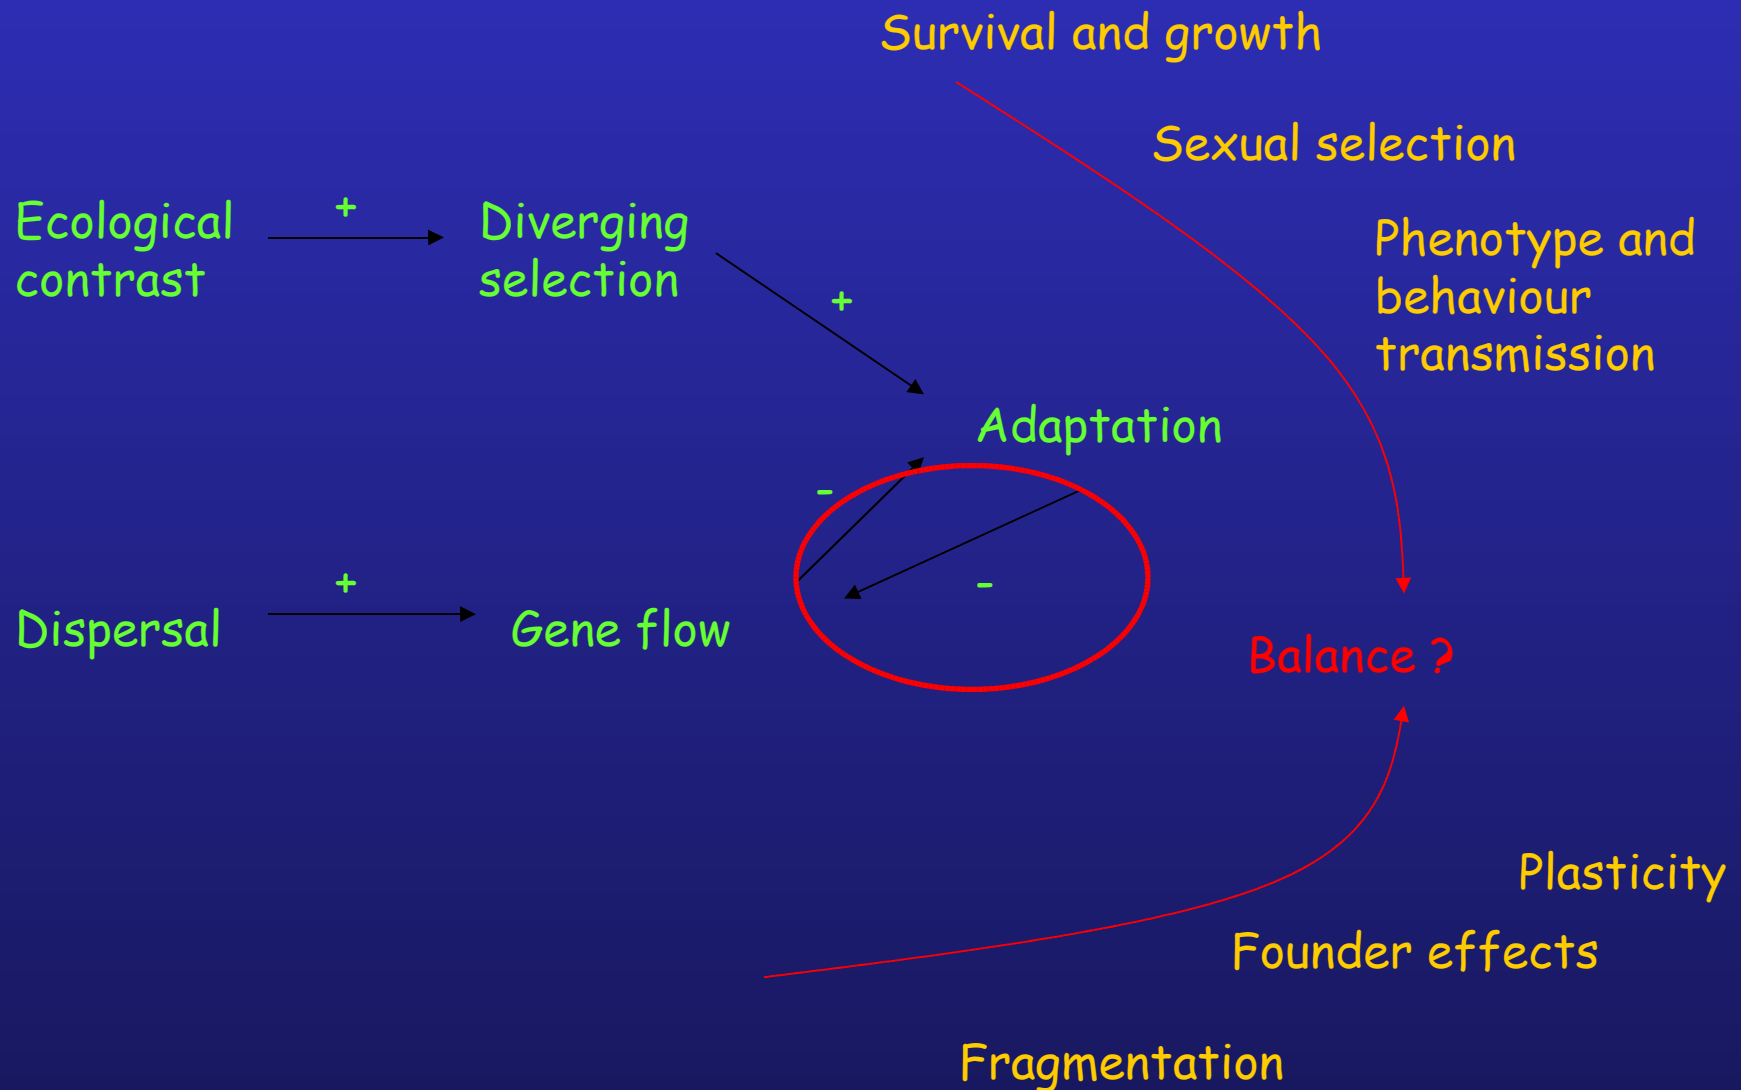 Survival and growth
Sexual selection
+
Ecological
contrast
Diverging
selection
Phenotype and
behaviour
transmission
+
Adaptation
-
+
-
Dispersal
Gene flow
Balance ?
Plasticity
Founder effects
Fragmentation